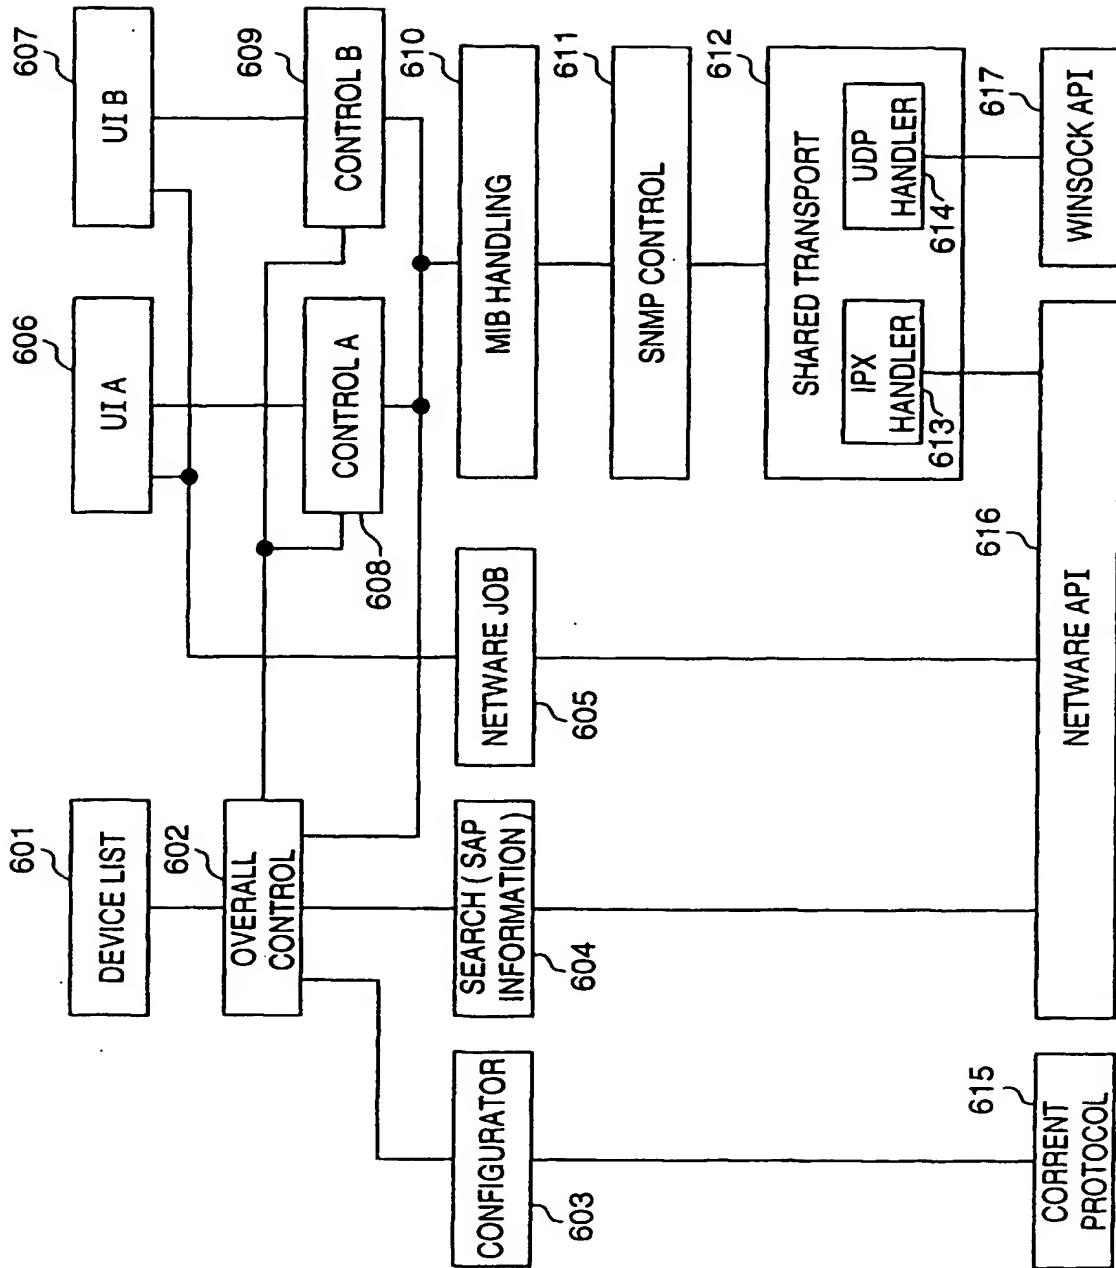 601
DEVICE LIST
606
UI A
607
UI B
602
OVERALL
CONTROL
608
CONTROL A
609
CONTROL B
603
CONFIGURATOR
604
SEARCH ( SAP
INFORMATION )
605
NETWARE JOB
610
MIB HANDLING
611
SNMP CONTROL
612
SHARED TRANSPORT
613
IPX
HANDLER
614
UDP
HANDLER
615
CORRENT
PROTOCOL
616
NETWARE API
617
WINSOCK API